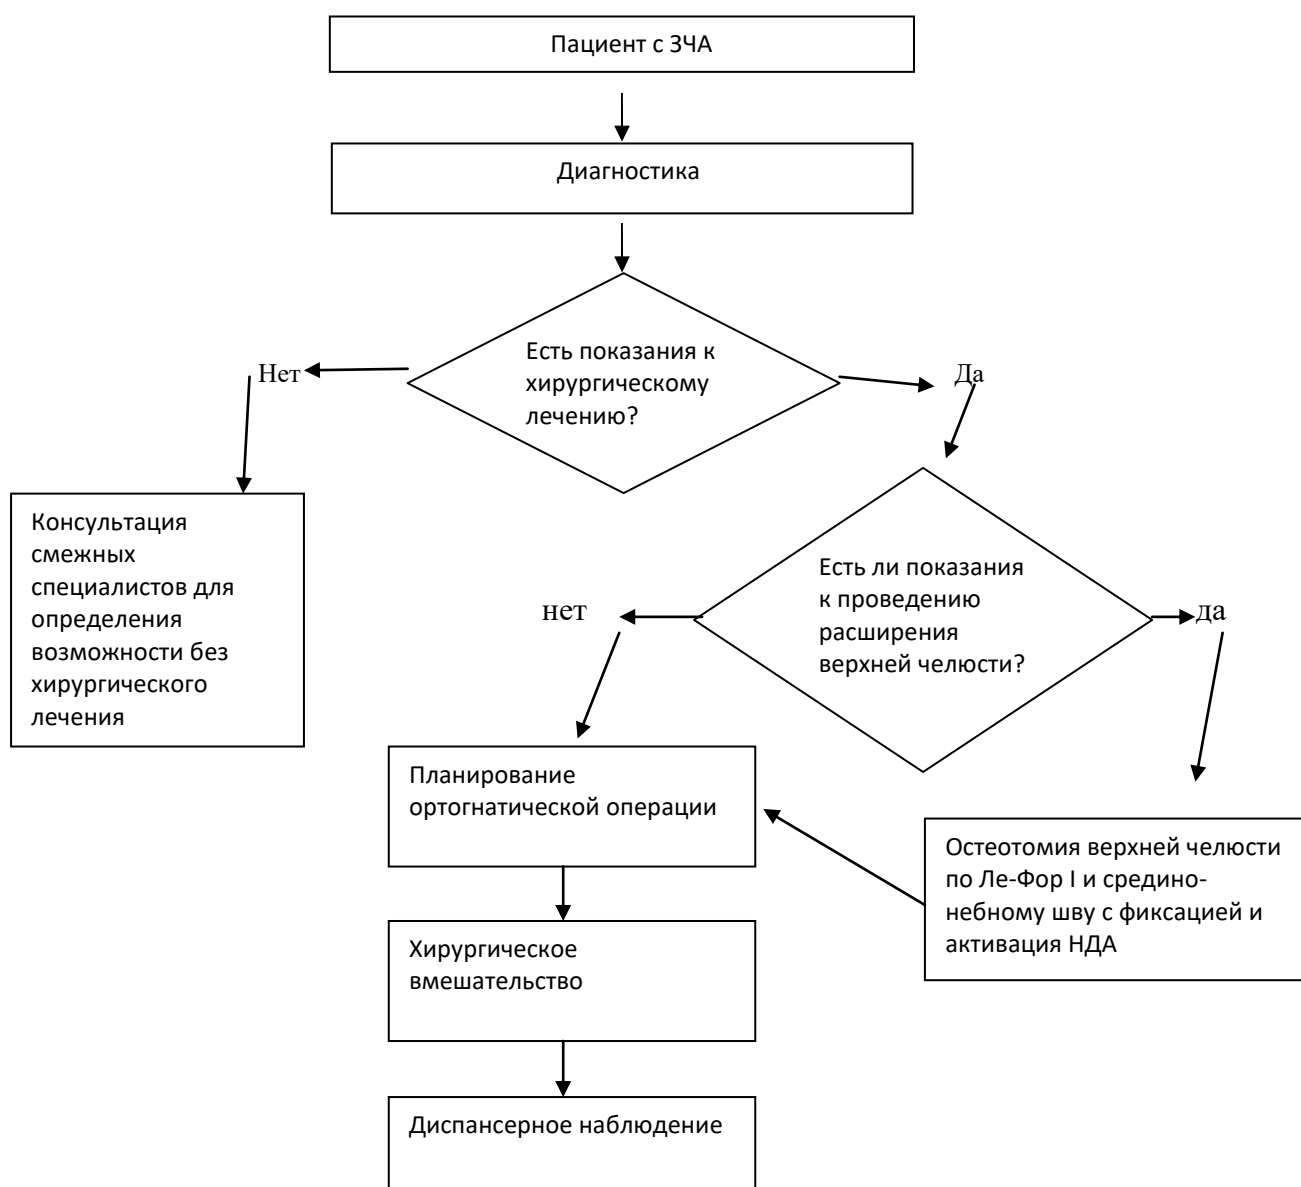 Пациент с ЗЧА
Диагностика
Есть показания к
хирургическому
лечению?
Нет
Да
Консультация
смежных
специалистов для
определения
возможности без
хирургического
лечения
Есть ли показания
к проведению
расширения
верхней челюсти?
нет
да
Планирование
ортогнатической операции
Остеотомия верхней челюсти
по Ле-Фор I и средино-
небному шву с фиксацией и
активация НДА
Хирургическое
вмешательство
Диспансерное наблюдение